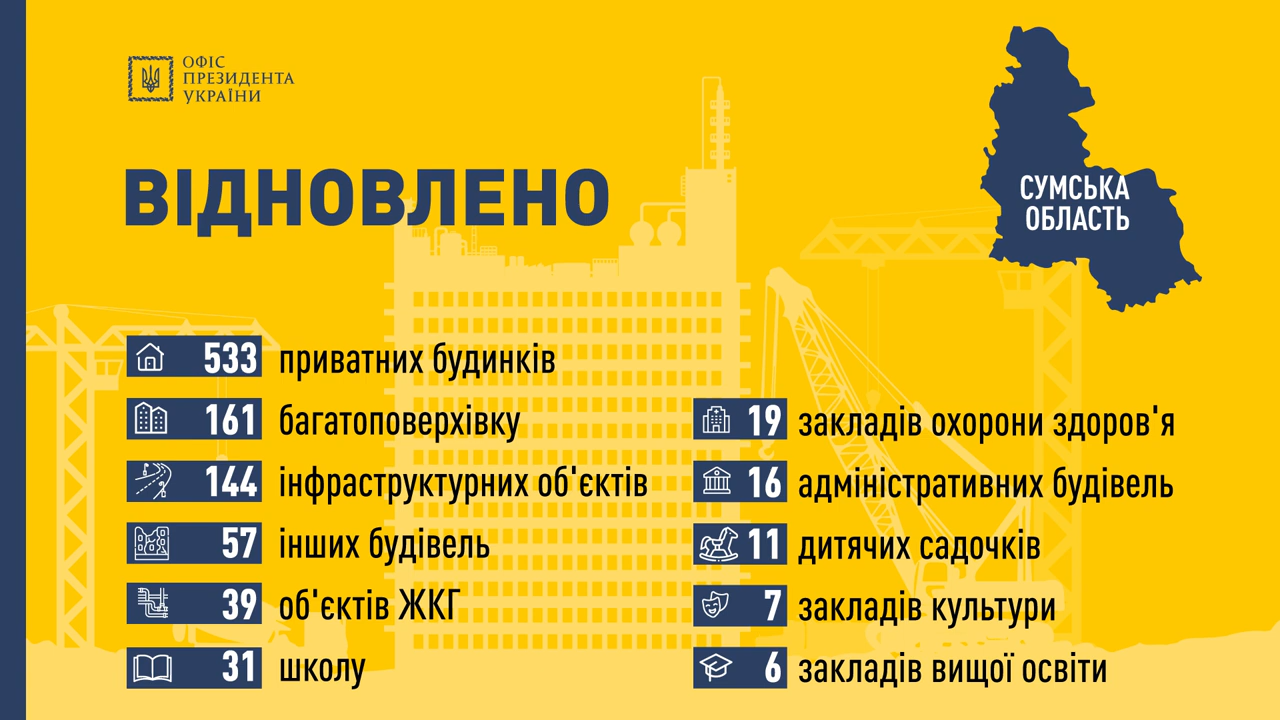 ОФІС
ПРЕЗИДЕНТА
УКРАЇНИ
ВІДНОВЛЕНО
СУМСЬКА
ОБЛАСТЬ
533 приватних будинків
161 багатоповерхівку
144 інфраструктурних об'єктів
57 інших будівель
39 об'єктів ЖКГ
31 школу
19 закладів охорони здоров'я
16 адміністративних будівель
11 дитячих садочків
7 закладів культури
6 закладів вищої освіти